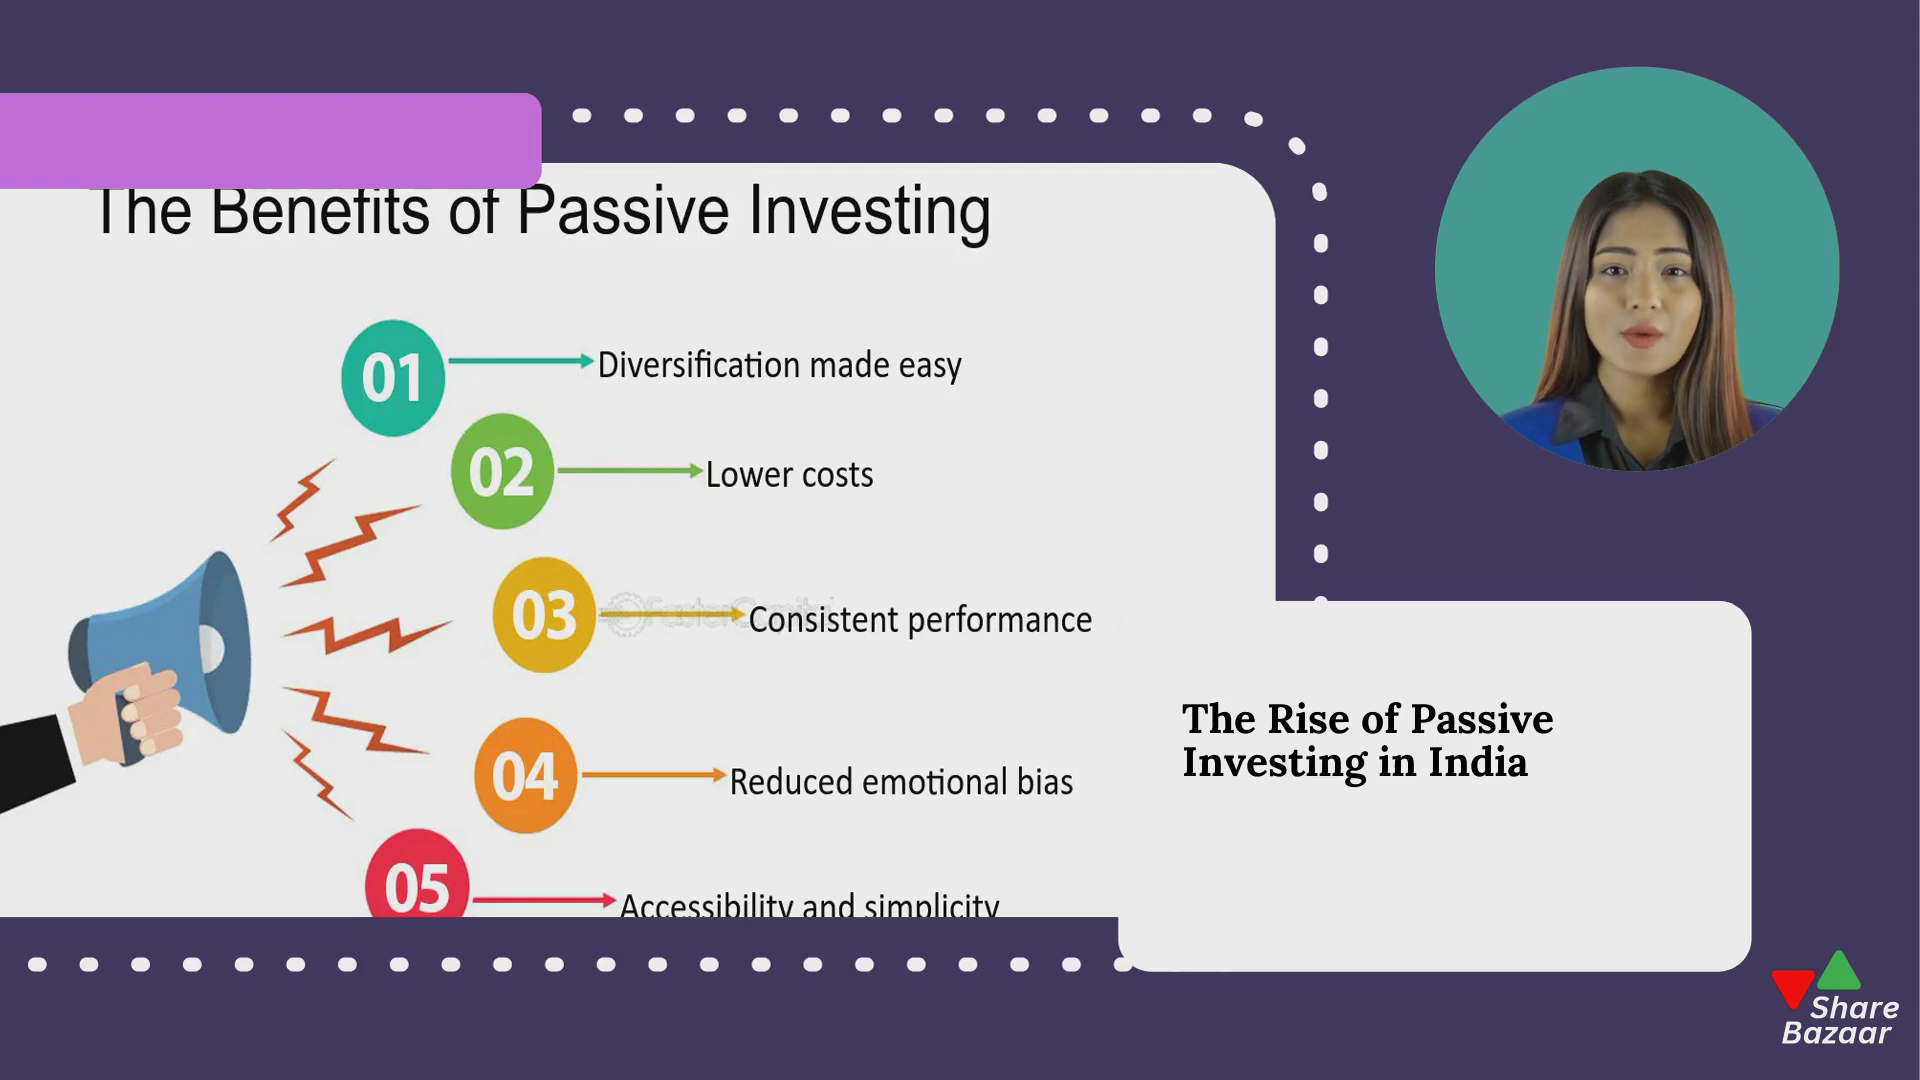 The Benefits of Passive Investing
01
Diversification made easy
02
Lower costs
03
FasterCapital
Consistent performance
04
Reduced emotional bias
05
Accessibility and simplicity
The Rise of Passive
Investing in India
Share
Bazaar